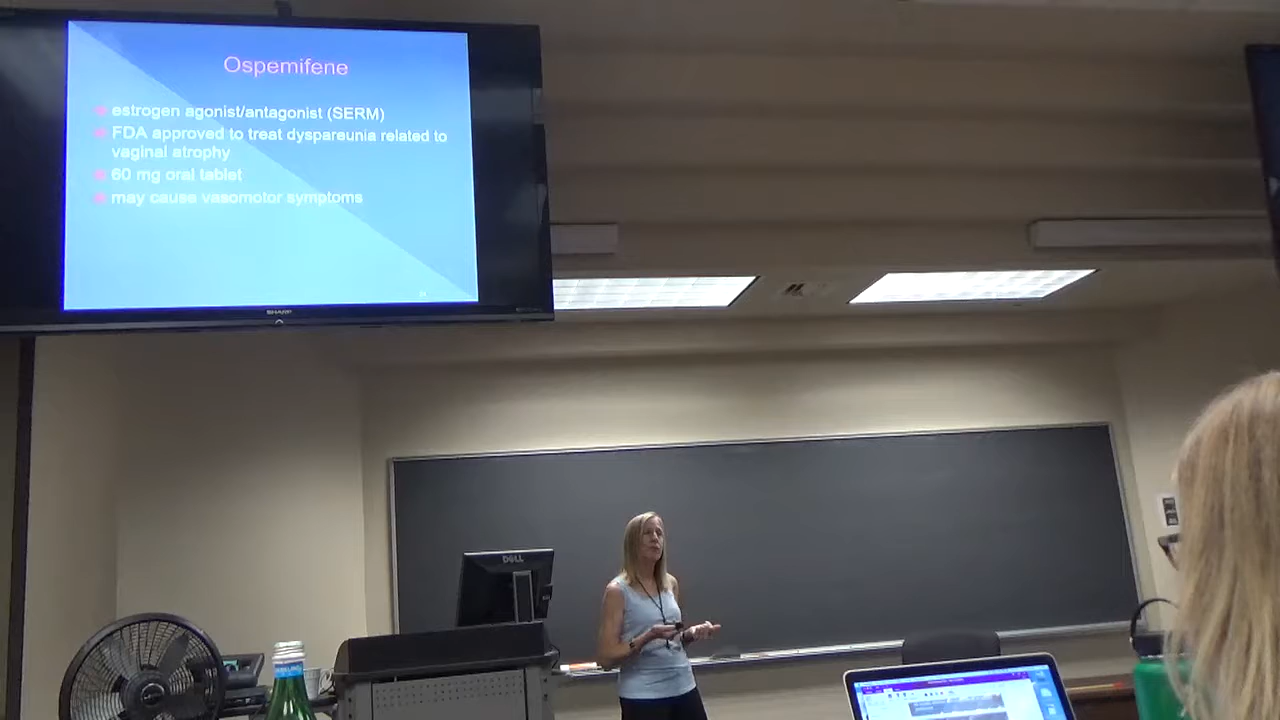 Ospemifene
estrogen agonist/antagonist (SERM)
FDA approved to treat dyspareunia related to
vaginal atrophy
60 mg oral tablet
may cause vasomotor symptoms
SHARP
DELL